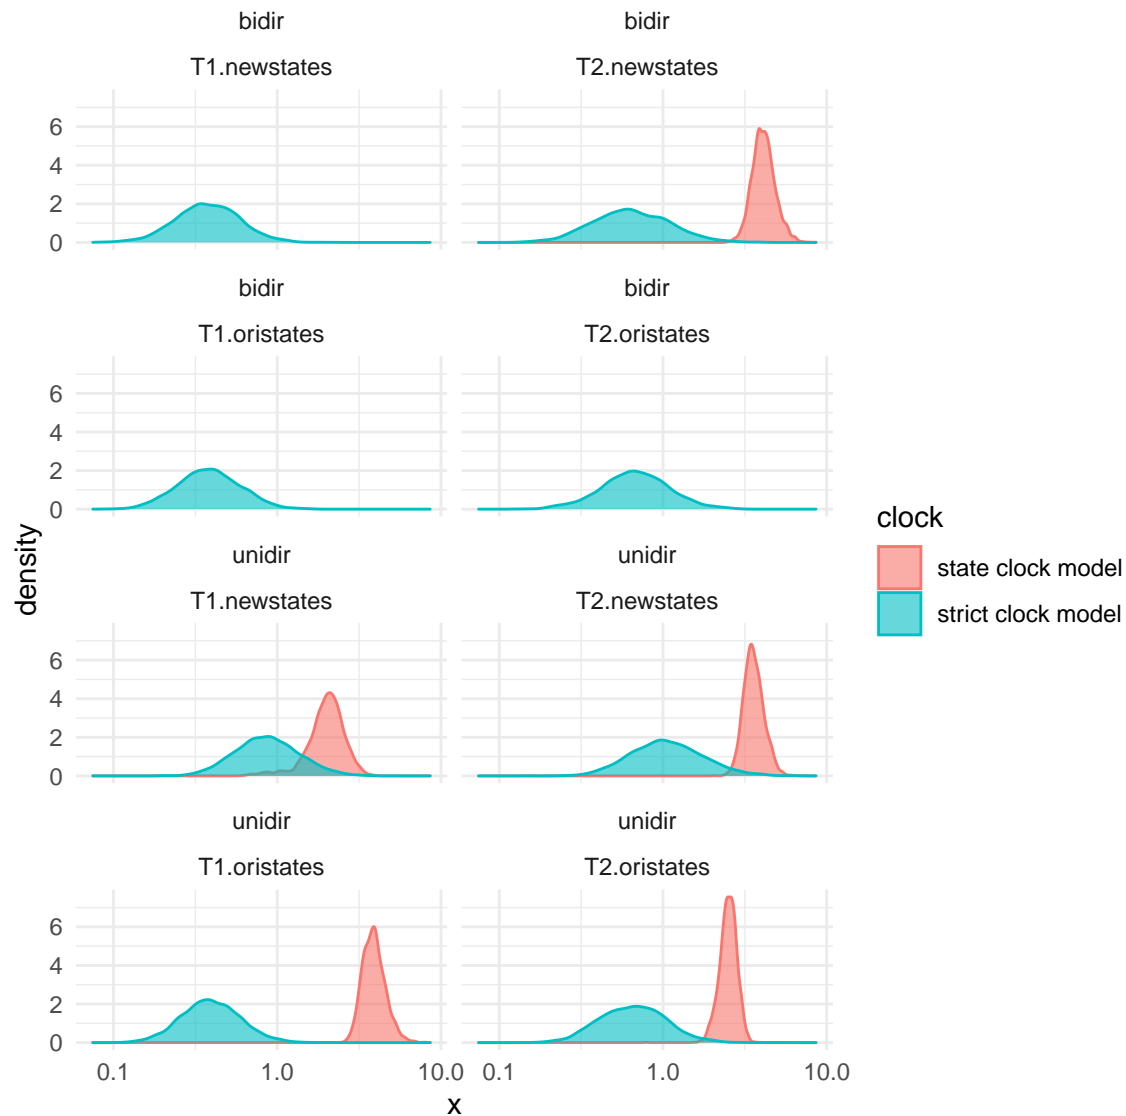 bidir bidir
T1.newstates T2.newstates
6
4
2
0
bidir bidir
T1.oristates T2.oristates
6
4
2
0
unidir unidir
T1.newstates T2.newstates
6
4
2
0
unidir unidir
T1.oristates T2.oristates
6
4
2
0
0.1 1.0 10.0 0.1 1.0 10.0
x
density
clock
state clock model
strict clock model